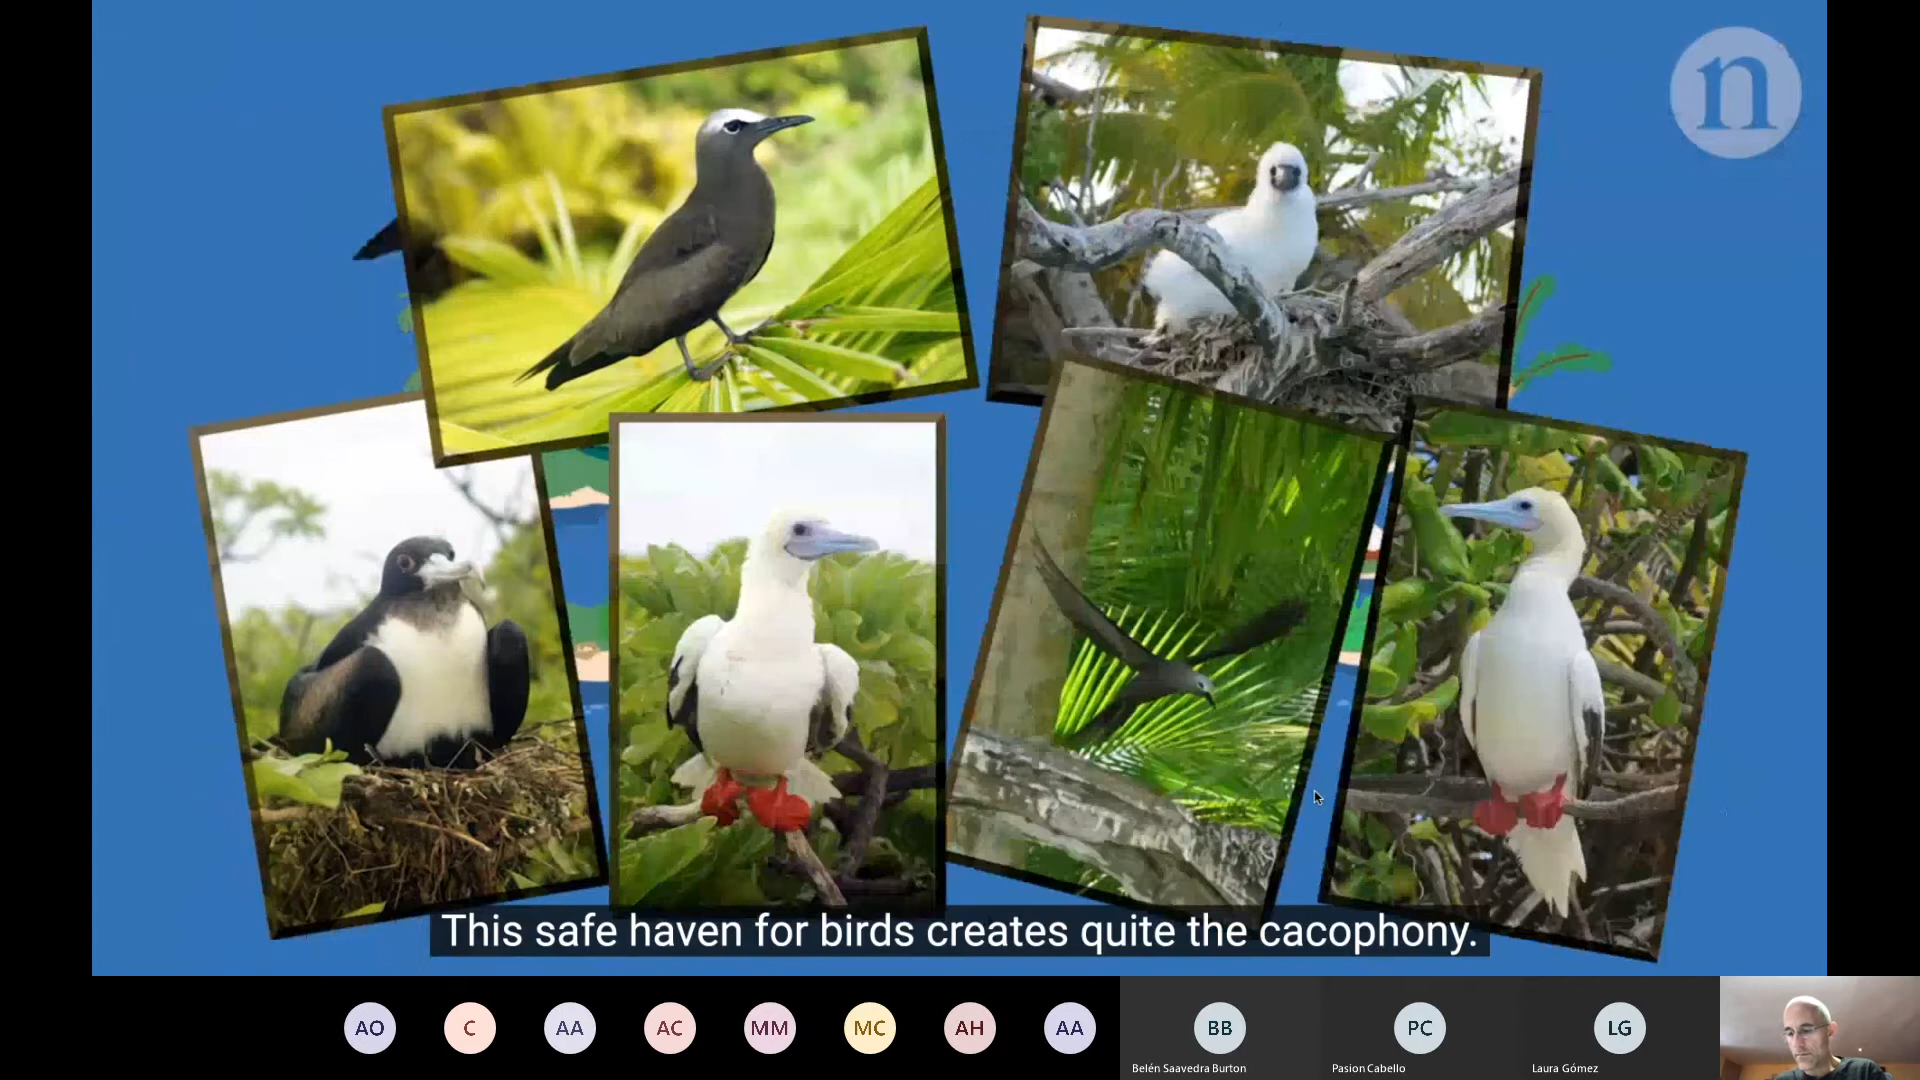 n
This safe haven for birds creates quite the cacophony.
AO
C
AA
AC
MM
MC
AH
AA
BB
PC
LG
Belén Saavedra Burton
Pasion Cabello
Laura Gómez